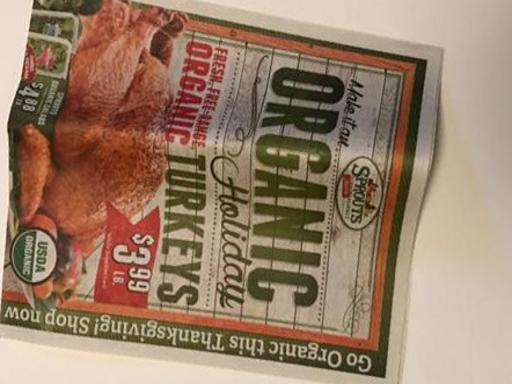 Make it an
SPROUTS
ORGANIC
Holiday
FRESH, FREE-RANGE
ORGANIC
TURKEYS
$3.99
LB.
USDA
ORGANIC
$4.88
Go Organic this Thanksgiving! Shop now